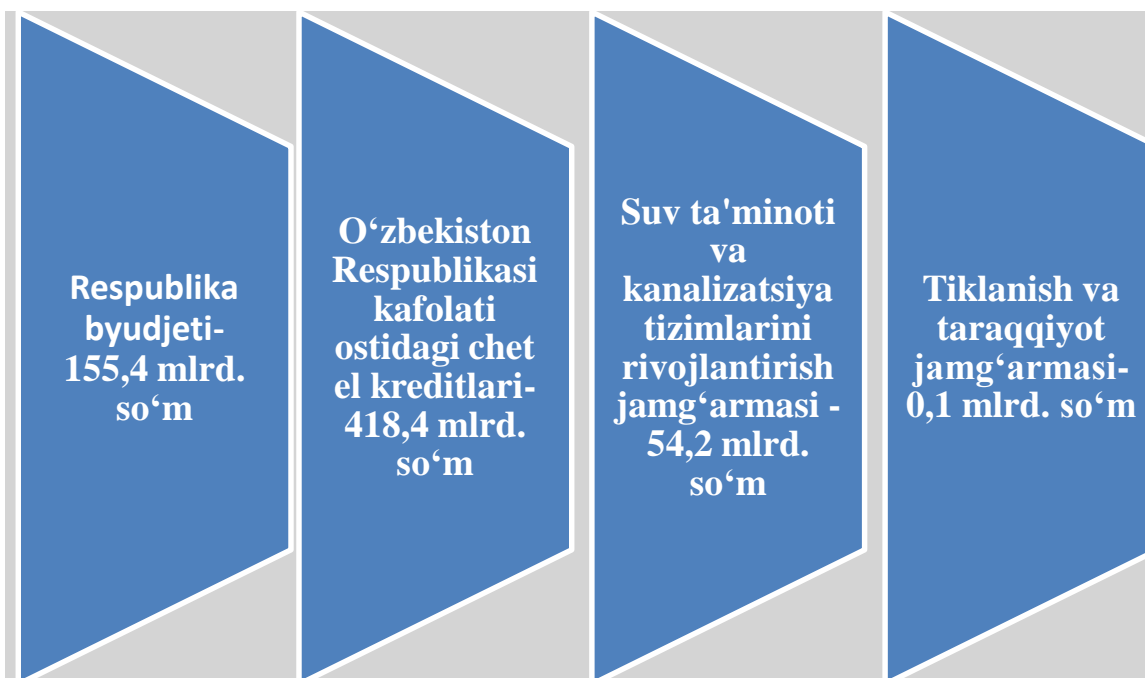 Respublika
byudjeti-
155,4 mlrd.
so‘m
O‘zbekiston
Respublikasi
kafolati
ostidagi chet
el kreditlari-
418,4 mlrd.
so‘m
Suv ta'minoti
va
kanalizatsiya
tizimlarini
rivojlantirish
jamg‘armasi -
54,2 mlrd.
so‘m
Tiklanish va
taraqqiyot
jamg‘armasi-
0,1 mlrd. so‘m